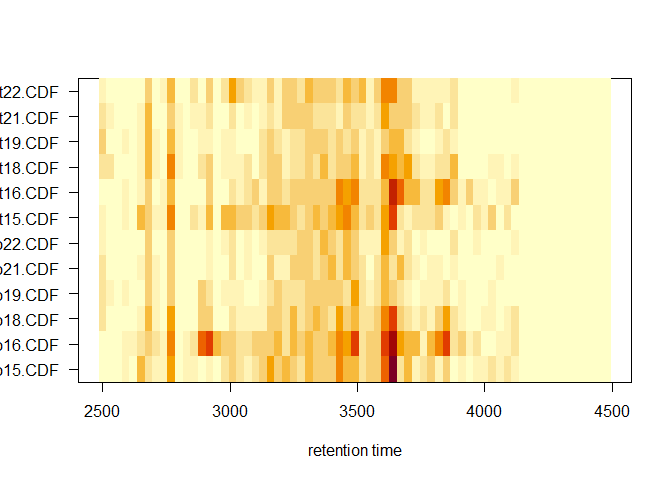 t22.CDF
t21.CDF
t19.CDF
t18.CDF
t16.CDF
t15.CDF
o22.CDF
o21.CDF
o19.CDF
o18.CDF
o16.CDF
o15.CDF
2500 3000 3500 4000 4500
retention time